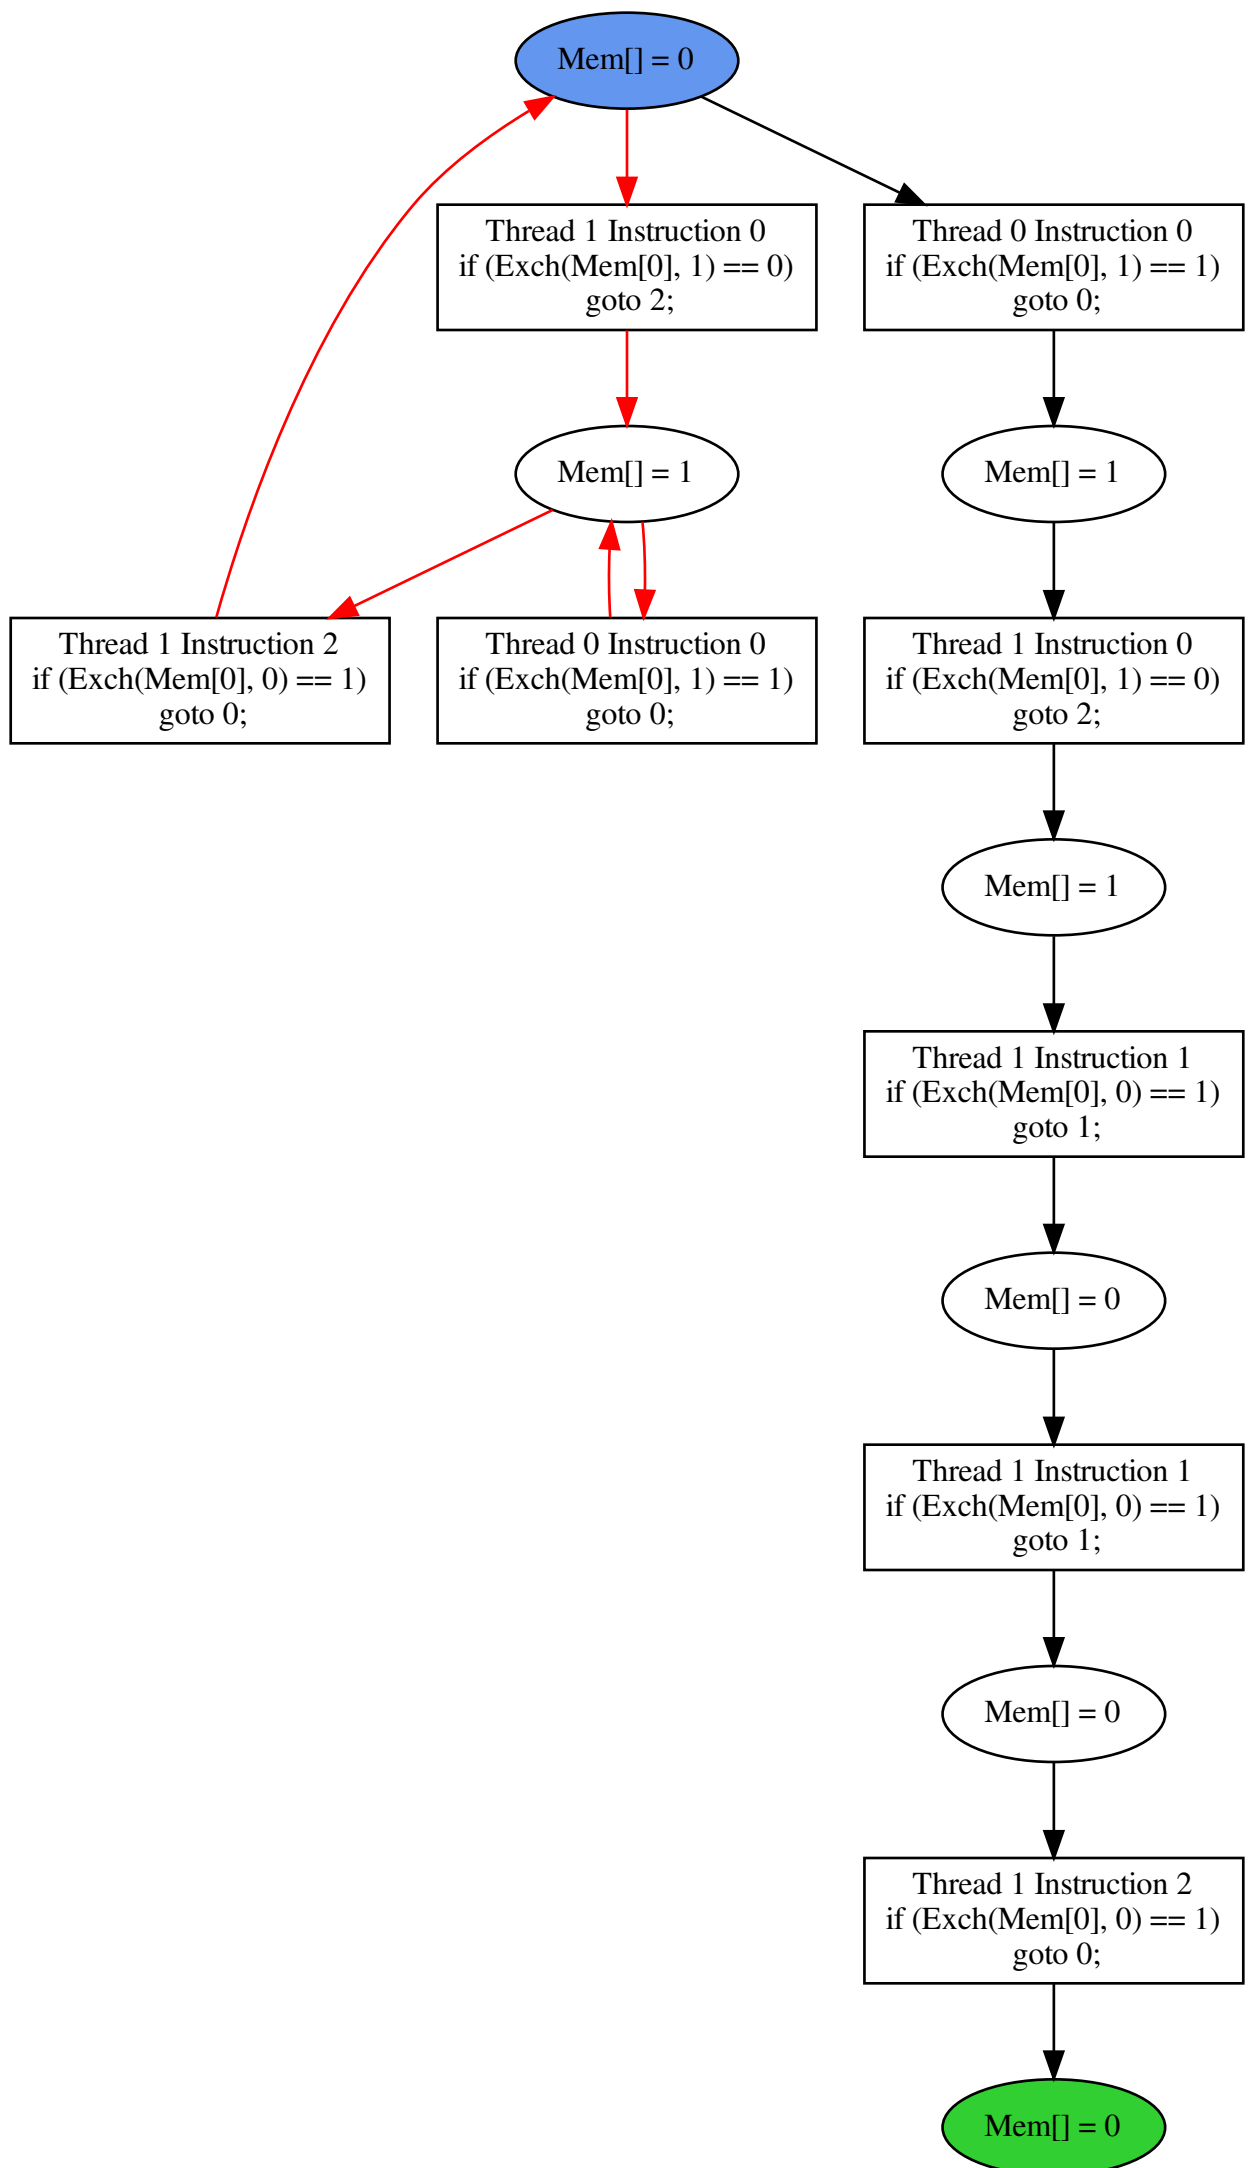 Mem[] = 0
Thread 1 Instruction 0
if (Exch(Mem[0], 1) == 0)
goto 2;
Thread 0 Instruction 0
if (Exch(Mem[0], 1) == 1)
goto 0;
Mem[] = 1
Mem[] = 1
Thread 1 Instruction 2
if (Exch(Mem[0], 0) == 1)
goto 0;
Thread 0 Instruction 0
if (Exch(Mem[0], 1) == 1)
goto 0;
Thread 1 Instruction 0
if (Exch(Mem[0], 1) == 0)
goto 2;
Mem[] = 1
Thread 1 Instruction 1
if (Exch(Mem[0], 0) == 1)
goto 1;
Mem[] = 0
Thread 1 Instruction 1
if (Exch(Mem[0], 0) == 1)
goto 1;
Mem[] = 0
Thread 1 Instruction 2
if (Exch(Mem[0], 0) == 1)
goto 0;
Mem[] = 0